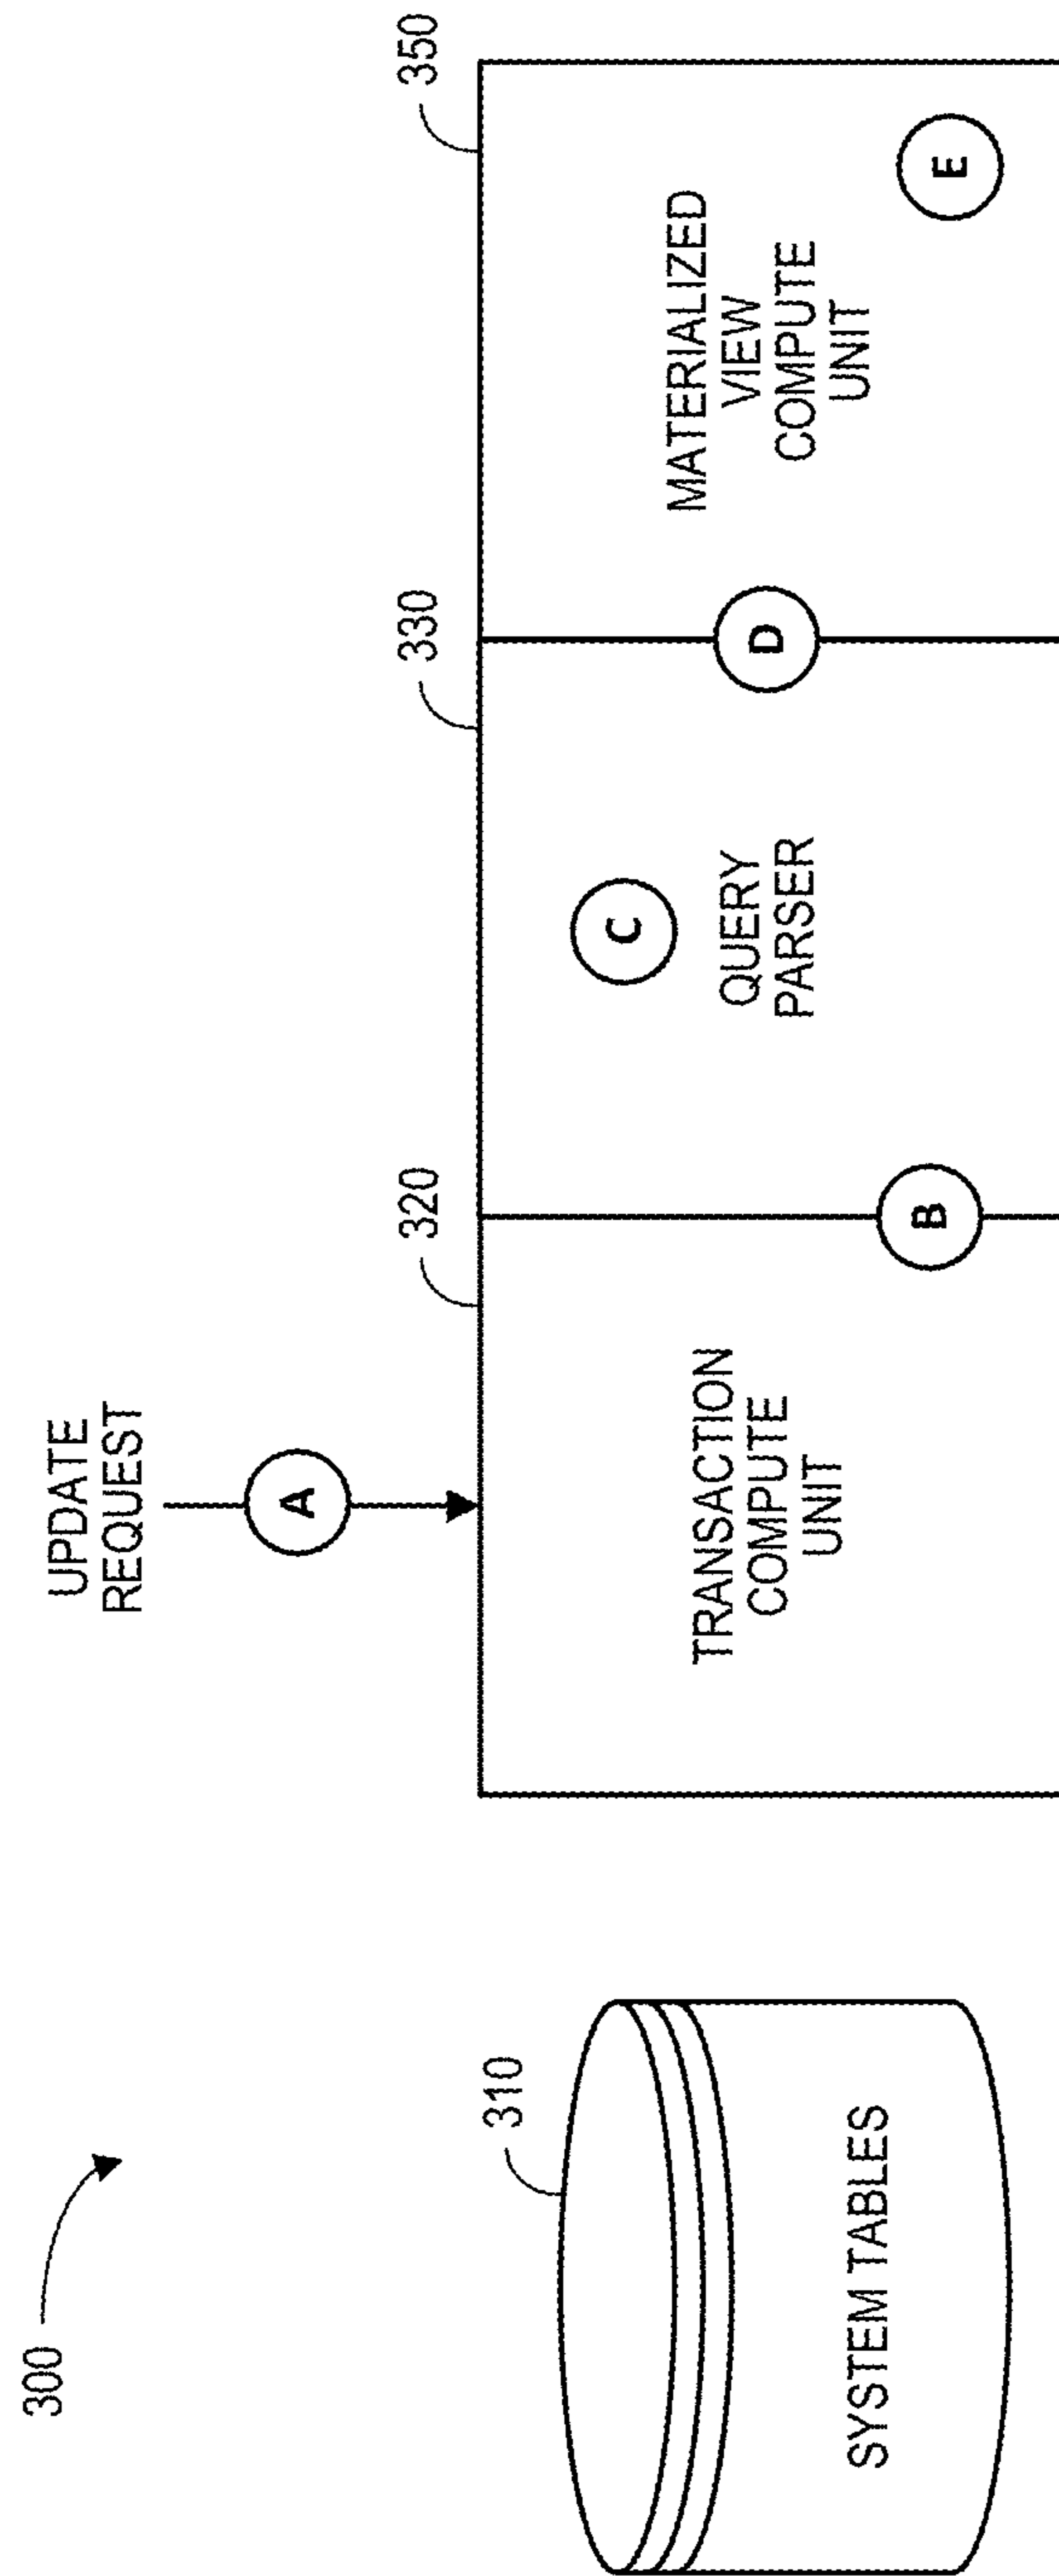 300
UPDATE
REQUEST
A
310
SYSTEM TABLES
320
TRANSACTION
COMPUTE
UNIT
B
330
C
QUERY
PARSER
D
350
MATERIALIZED
VIEW
COMPUTE
UNIT
E